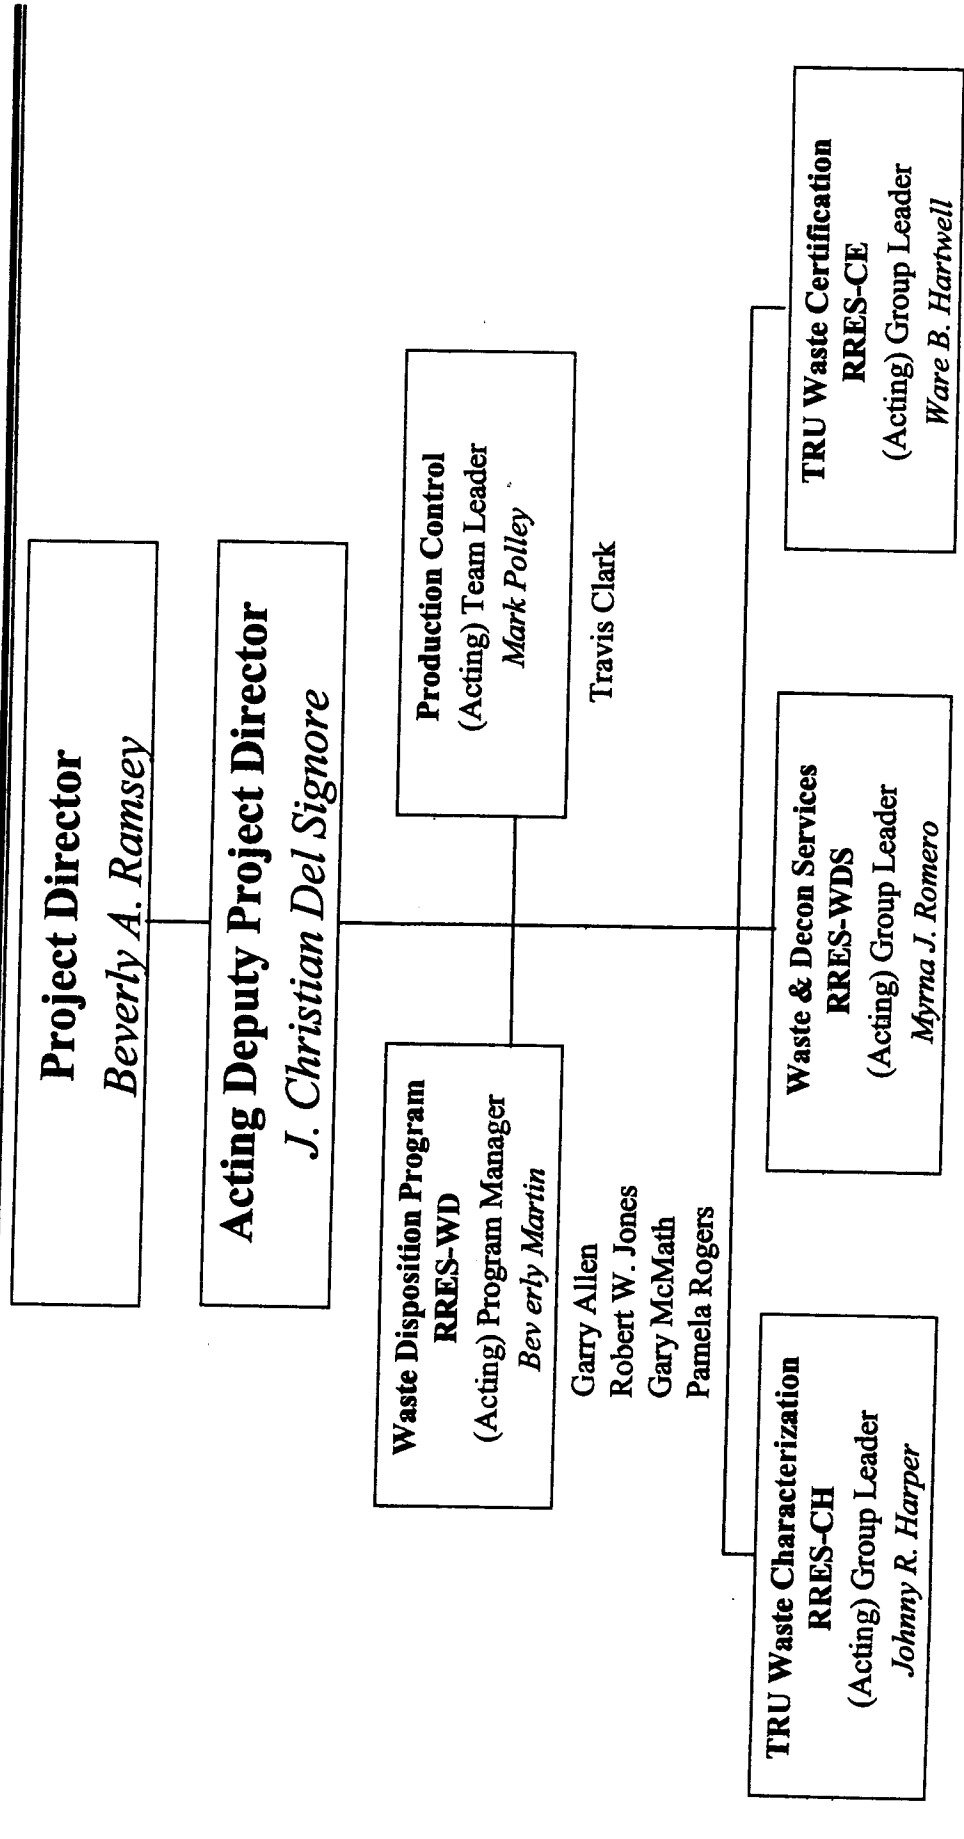 Project Director
Beverly A. Ramsey
Acting Deputy Project Director
J. Christian Del Signore
Waste Disposition Program
RRES-WD
(Acting) Program Manager
Bev erly Martin
Garry Allen
Robert W. Jones
Gary McMath
Pamela Rogers
Production Control
(Acting) Team Leader
Mark Polley
Travis Clark
TRU Waste Characterization
RRES-CH
(Acting) Group Leader
Johnny R. Harper
Waste & Decon Services
RRES-WDS
(Acting) Group Leader
Myrna J. Romero
TRU Waste Certification
RRES-CE
(Acting) Group Leader
Ware B. Hartwell